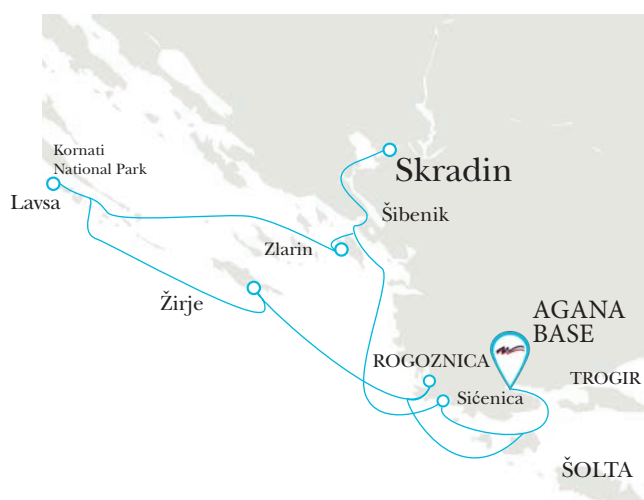 Kornati
National Park
Skradin
Lavsa
Šibenik
Zlarin
Žirje
AGANA
BASE
ROGOZNICA
TROGIR
Sićenica
ŠOLTA